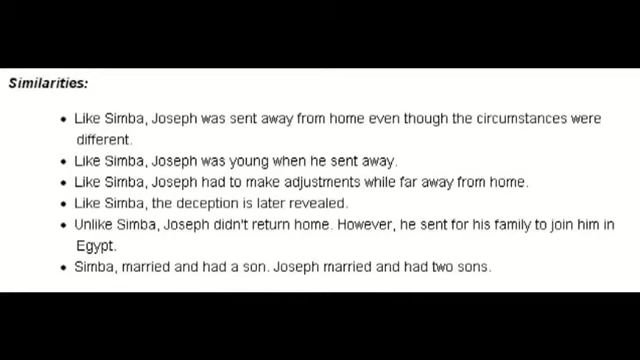 Similarities:
• Like Simba, Joseph was sent away from home even though the circumstances were
different.
• Like Simba, Joseph was young when he sent away.
• Like Simba, Joseph had to make adjustments while far away from home.
• Like Simba, the deception is later revealed.
• Unlike Simba, Joseph didn't return home. However, he sent for his family to join him in
Egypt.
• Simba, married and had a son. Joseph married and had two sons.